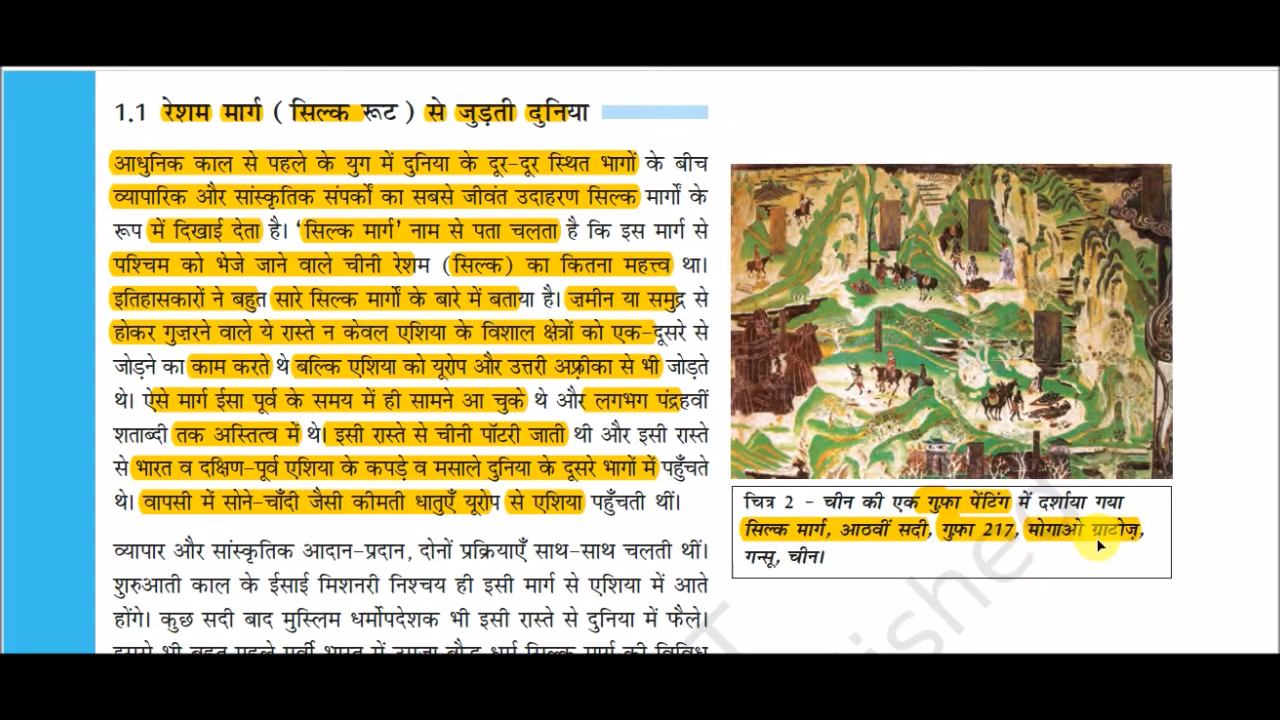 1.1 रेशम मार्ग ( सिल्क रूट ) से जुड़ती दुनिया
आधुनिक काल से पहले के युग में दुनिया के दूर-दूर स्थित भागों के बीच
व्यापारिक और सांस्कृतिक संपर्कों का सबसे जीवंत उदाहरण सिल्क मार्गों के
रूप में दिखाई देता है। 'सिल्क मार्ग' नाम से पता चलता है कि इस मार्ग से
पश्चिम को भेजे जाने वाले चीनी रेशम (सिल्क) का कितना महत्त्व था।
इतिहासकारों ने बहुत सारे सिल्क मार्गों के बारे में बताया है। ज़मीन या समुद्र से
होकर गुज़रने वाले ये रास्ते न केवल एशिया के विशाल क्षेत्रों को एक-दूसरे से
जोड़ने का काम करते थे बल्कि एशिया को यूरोप और उत्तरी अफ़्रीका से भी जोड़ते
थे। ऐसे मार्ग ईसा पूर्व के समय में ही सामने आ चुके थे और लगभग पंद्रहवीं
शताब्दी तक अस्तित्व में थे। इसी रास्ते से चीनी पॉटरी जाती थी और इसी रास्ते
से भारत व दक्षिण-पूर्व एशिया के कपड़े व मसाले दुनिया के दूसरे भागों में पहुँचते
थे। वापसी में सोने-चाँदी जैसी कीमती धातुएँ यूरोप से एशिया पहुँचती थीं।
व्यापार और सांस्कृतिक आदान-प्रदान, दोनों प्रक्रियाएँ साथ-साथ चलती थीं।
शुरुआती काल के ईसाई मिशनरी निश्चय ही इसी मार्ग से एशिया में आते
होंगे। कुछ सदी बाद मुस्लिम धर्मोपदेशक भी इसी रास्ते से दुनिया में फैले।
चित्र 2 - चीन की एक गुफ़ा पेंटिंग में दर्शाया गया
सिल्क मार्ग, आठवीं सदी, गुफ़ा 217, मोगाओ ग्राटोज़,
गन्सू, चीन।